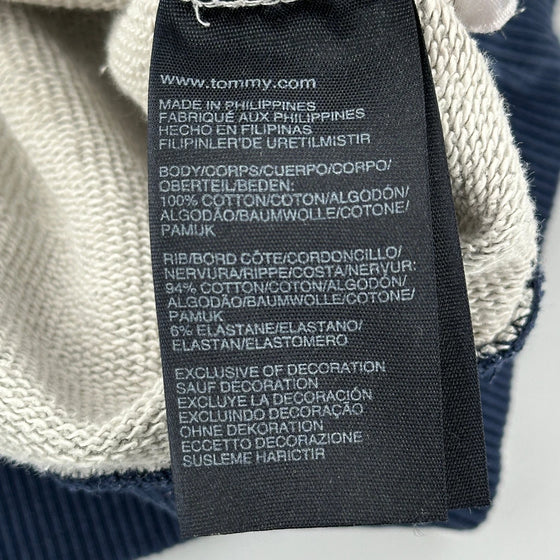 www.tommy.com
MADE IN PHILIPPINES
FABRIQUÉ AUX PHILIPPINES
HECHO EN FILIPINAS
FILIPINLER'DE URETILMISTIR
BODY/CORPS/CUERPO/CORPO/
OBERTEIL/BEDEN:
100% COTTON/COTON/ALGODÓN/
ALGODÃO/BAUMWOLLE/COTONE/
PAMUK
RIB/BORD CÔTE/CORDONCILLO/
NERVURA/RIPPE/COSTA/NERVUR:
94% COTTON/COTON/ALGODÓN/
ALGODÃO/BAUMWOLLE/COTONE/
PAMUK
6% ELASTANE/ELASTANO/
ELASTAN/ELASTOMERO
EXCLUSIVE OF DECORATION
SAUF DECORATION
EXCLUYE LA DECORACIÓN
EXCLUINDO DECORAÇÃO
OHNE DEKORATION
ECCETTO DECORAZIONE
SUSLEME HARICTIR